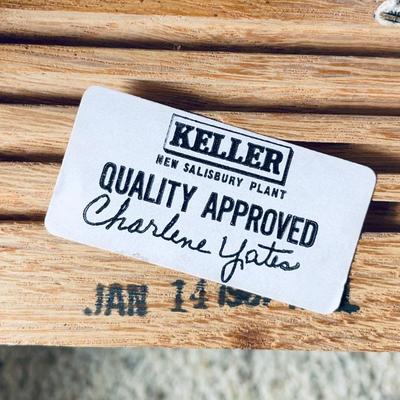 KELLER
NEW SALISBURY PLANT
QUALITY APPROVED
Charlene Yates
JAN 14